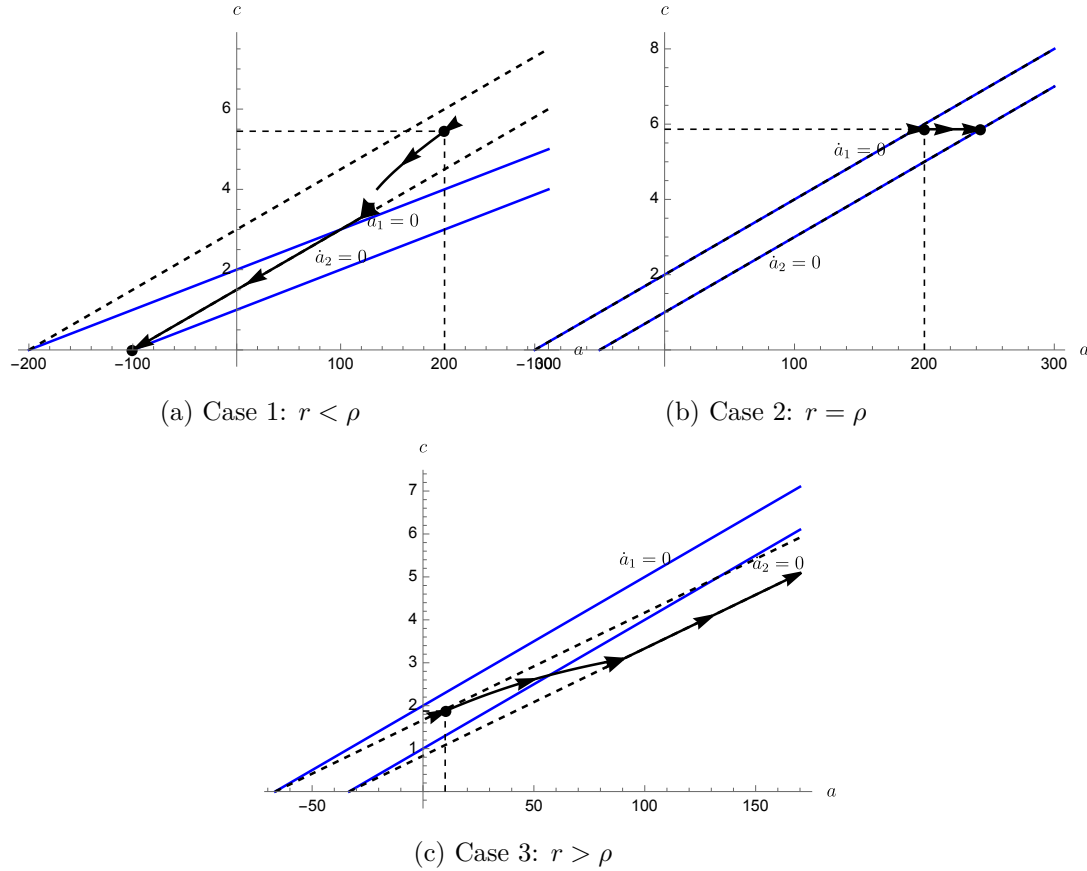 c
c
6
4
2
ȧ₁ = 0
ȧ₂ = 0
−200
−100
100
200
300
a
8
6
4
2
ȧ₁ = 0
ȧ₂ = 0
−100
100
200
300
a
(a) Case 1: r < ρ
(b) Case 2: r = ρ
c
7
6
5
4
3
2
1
ȧ₁ = 0
ȧ₂ = 0
−50
50
100
150
a
(c) Case 3: r > ρ